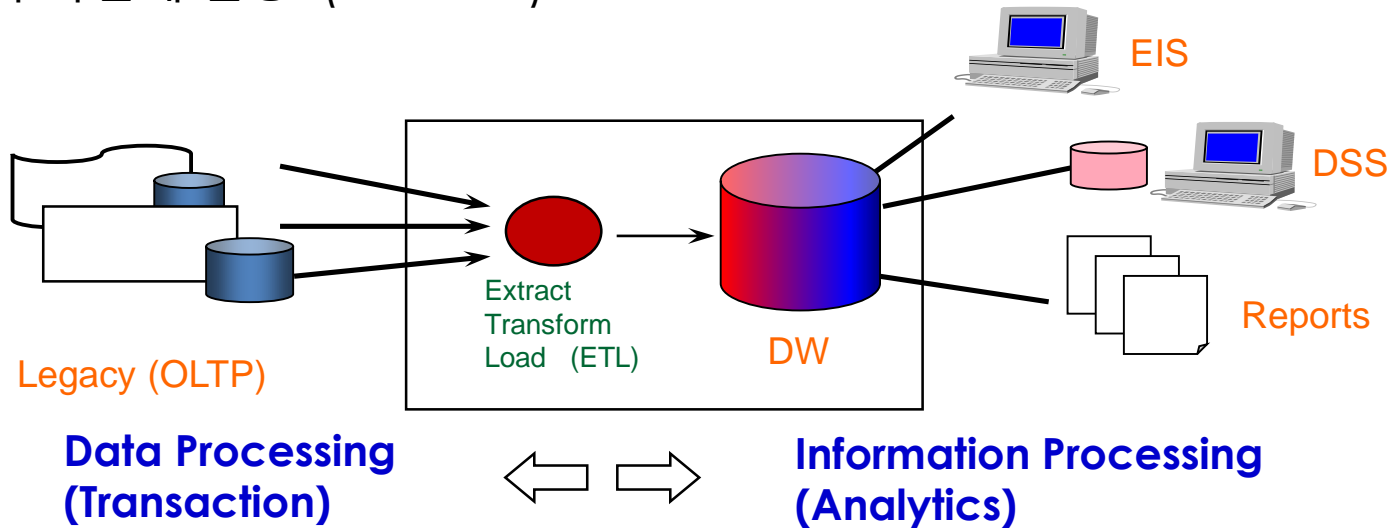 EIS
DSS
Extract
Transform
Load (ETL)
DW
Reports
Legacy (OLTP)
Data Processing
(Transaction)
Information Processing
(Analytics)